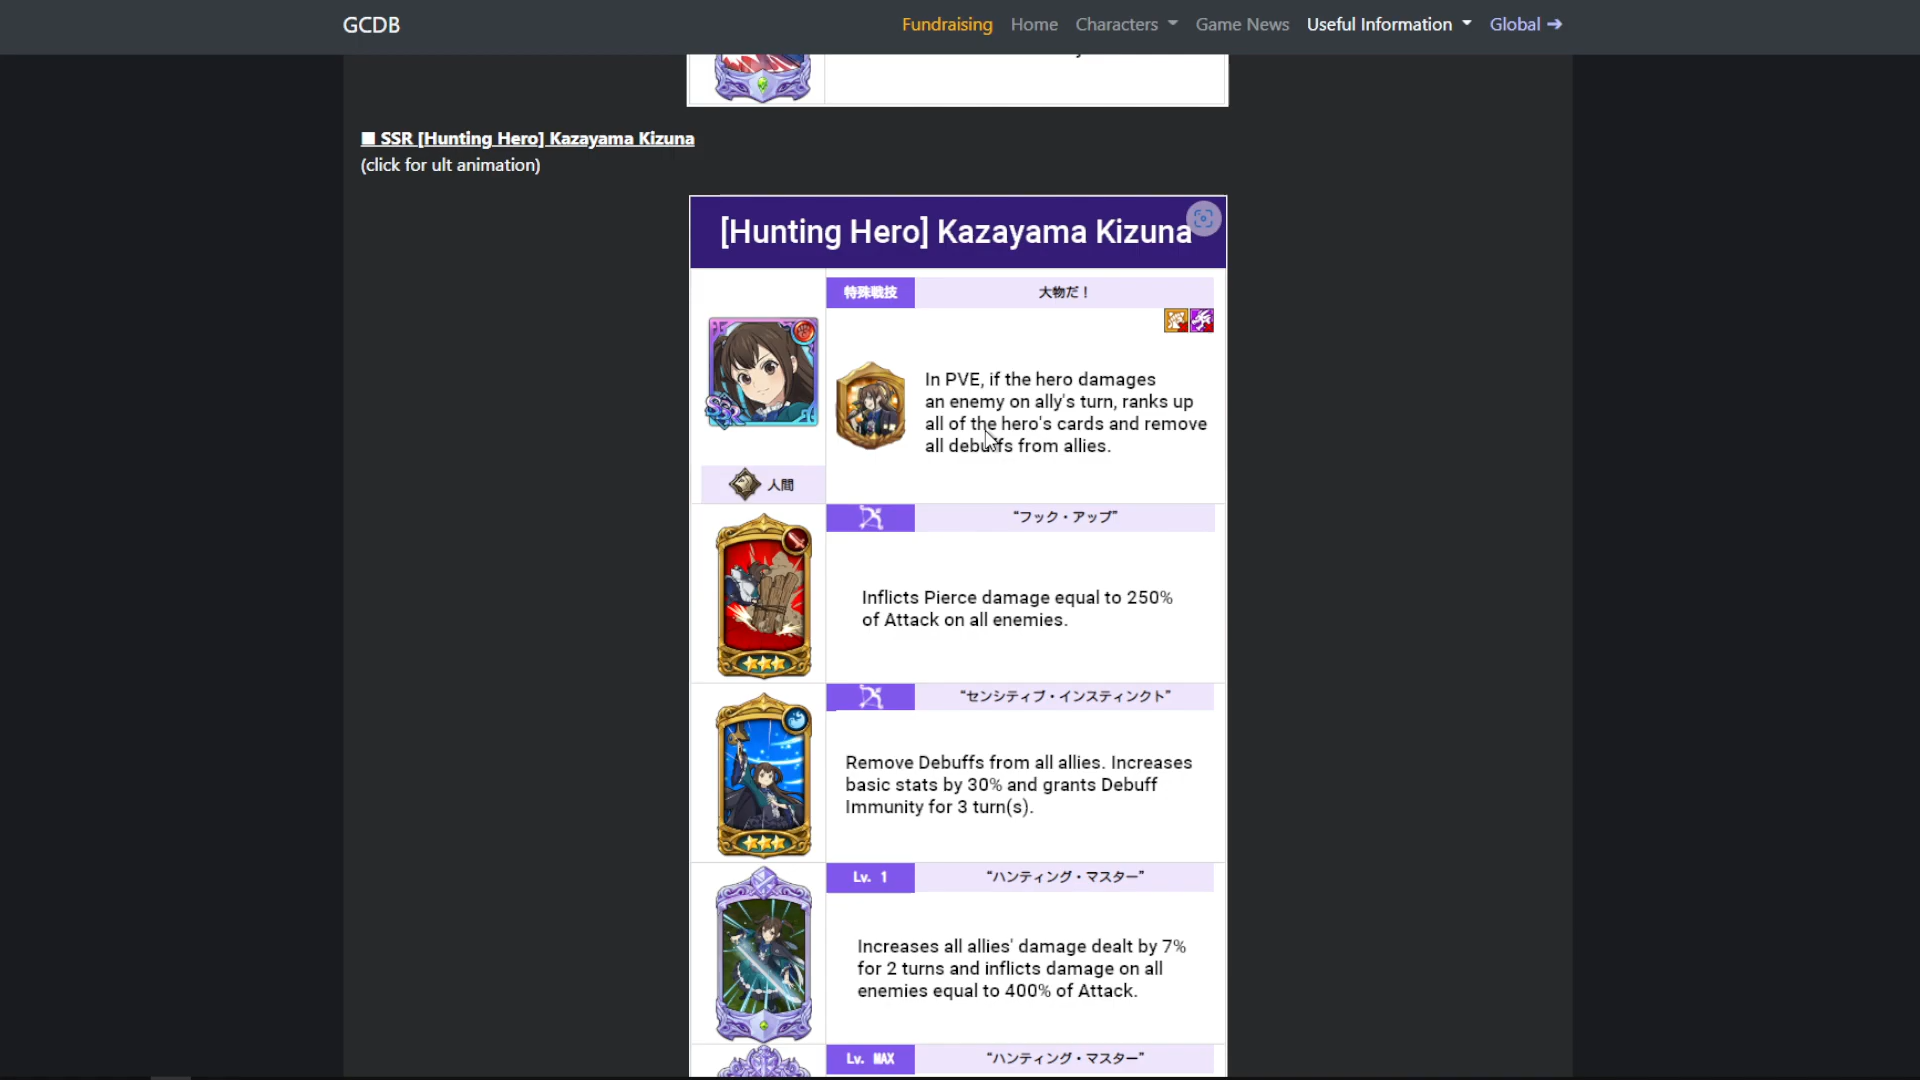 GCDB
Fundraising
Home
Characters
Game News
Useful Information
Global
■ SSR [Hunting Hero] Kazayama Kizuna
(click for ult animation)
[Hunting Hero] Kazayama Kizuna
特殊戦技
大物だ！
SSR
In PVE, if the hero damages
an enemy on ally's turn, ranks up
all of the hero's cards and remove
all debuffs from allies.
人間
“フック・アップ”
Inflicts Pierce damage equal to 250%
of Attack on all enemies.
“センシティブ・インスティンクト”
Remove Debuffs from all allies. Increases
basic stats by 30% and grants Debuff
Immunity for 3 turn(s).
Lv. 1
“ハンティング・マスター”
Increases all allies' damage dealt by 7%
for 2 turns and inflicts damage on all
enemies equal to 400% of Attack.
Lv. MAX
“ハンティング・マスター”